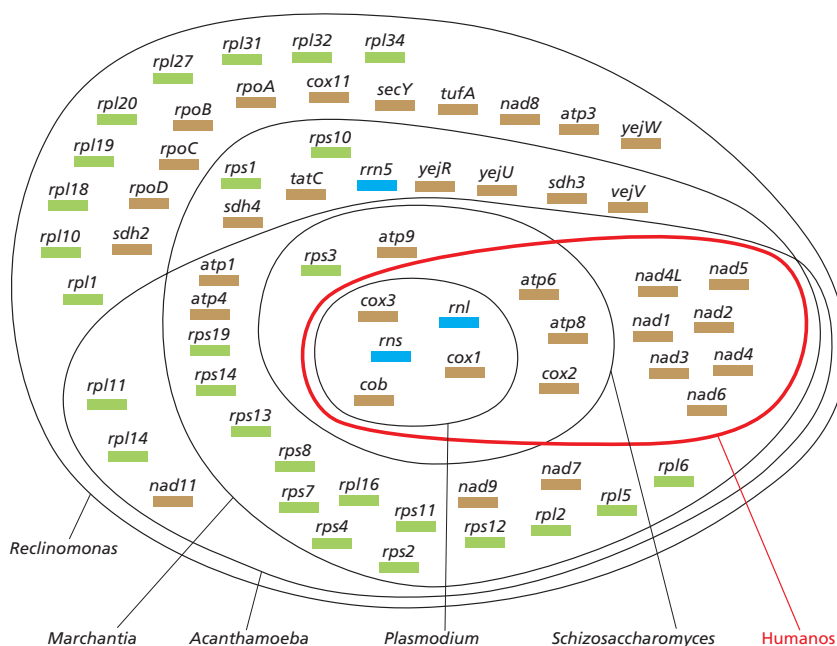 rpl31 rpl32 rpl34
rpl27
cox11
rpoA secY tufA
rpl20 nad8 atp3
rpoB yejW
rps10
rpl19 rpoC
rps1 rrn5 yejR yejU
tatC sdh3
rpl18 rpoD vejV
sdh4
rpl10 sdh2
atp9
rps3
atp1 nad4L nad5
rpl1 atp6
atp4 cox3 rnl
nad1 nad2
rps19 atp8
rns
cox1 nad3 nad4
rps14 cox2
rpl11 cob
nad6
rps13
rpl14
rps8 rpl6
nad11 nad7
rps7 rpl16 nad9
rps11 rpl5
rps4 rps12 rpl2
rps2
Reclinomonas
Marchantia Acanthamoeba Plasmodium Schizosaccharomyces Humanos